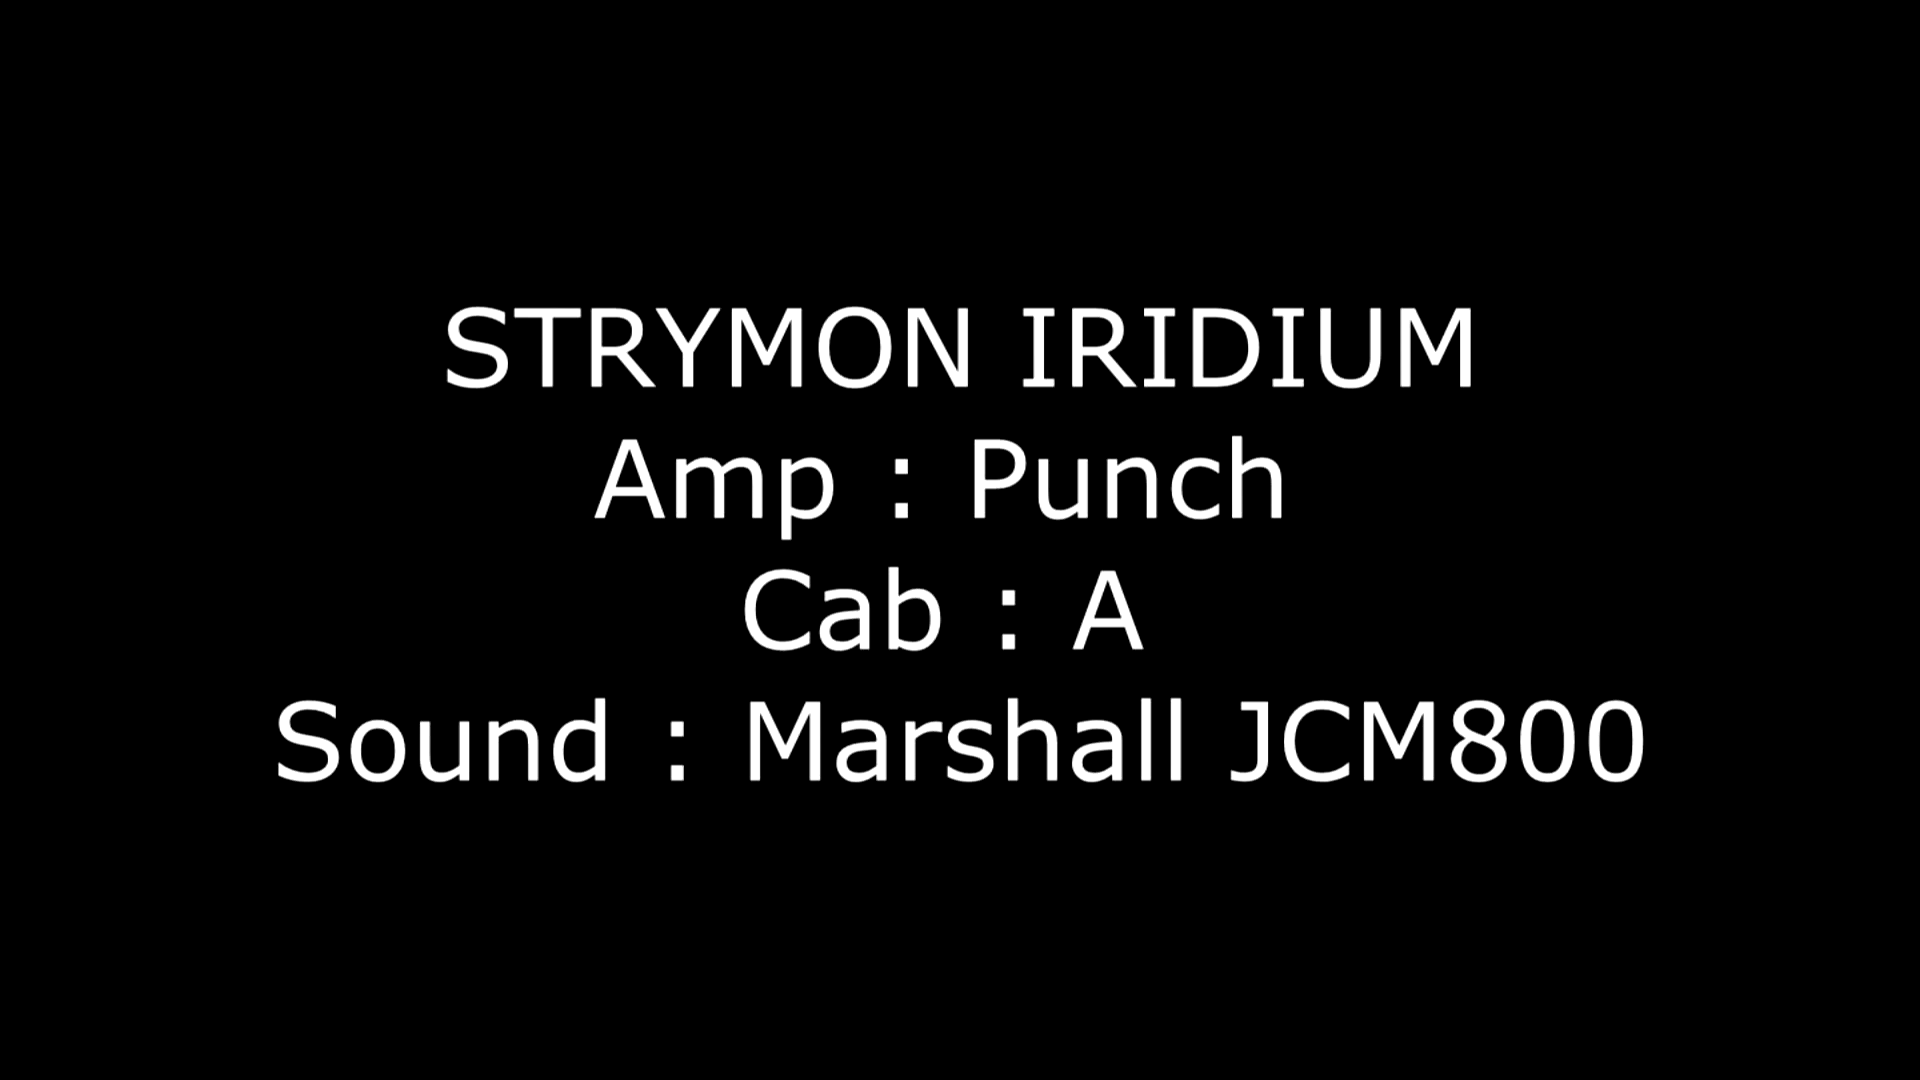 STRYMON IRIDIUM
Amp : Punch
Cab : A
Sound : Marshall JCM800